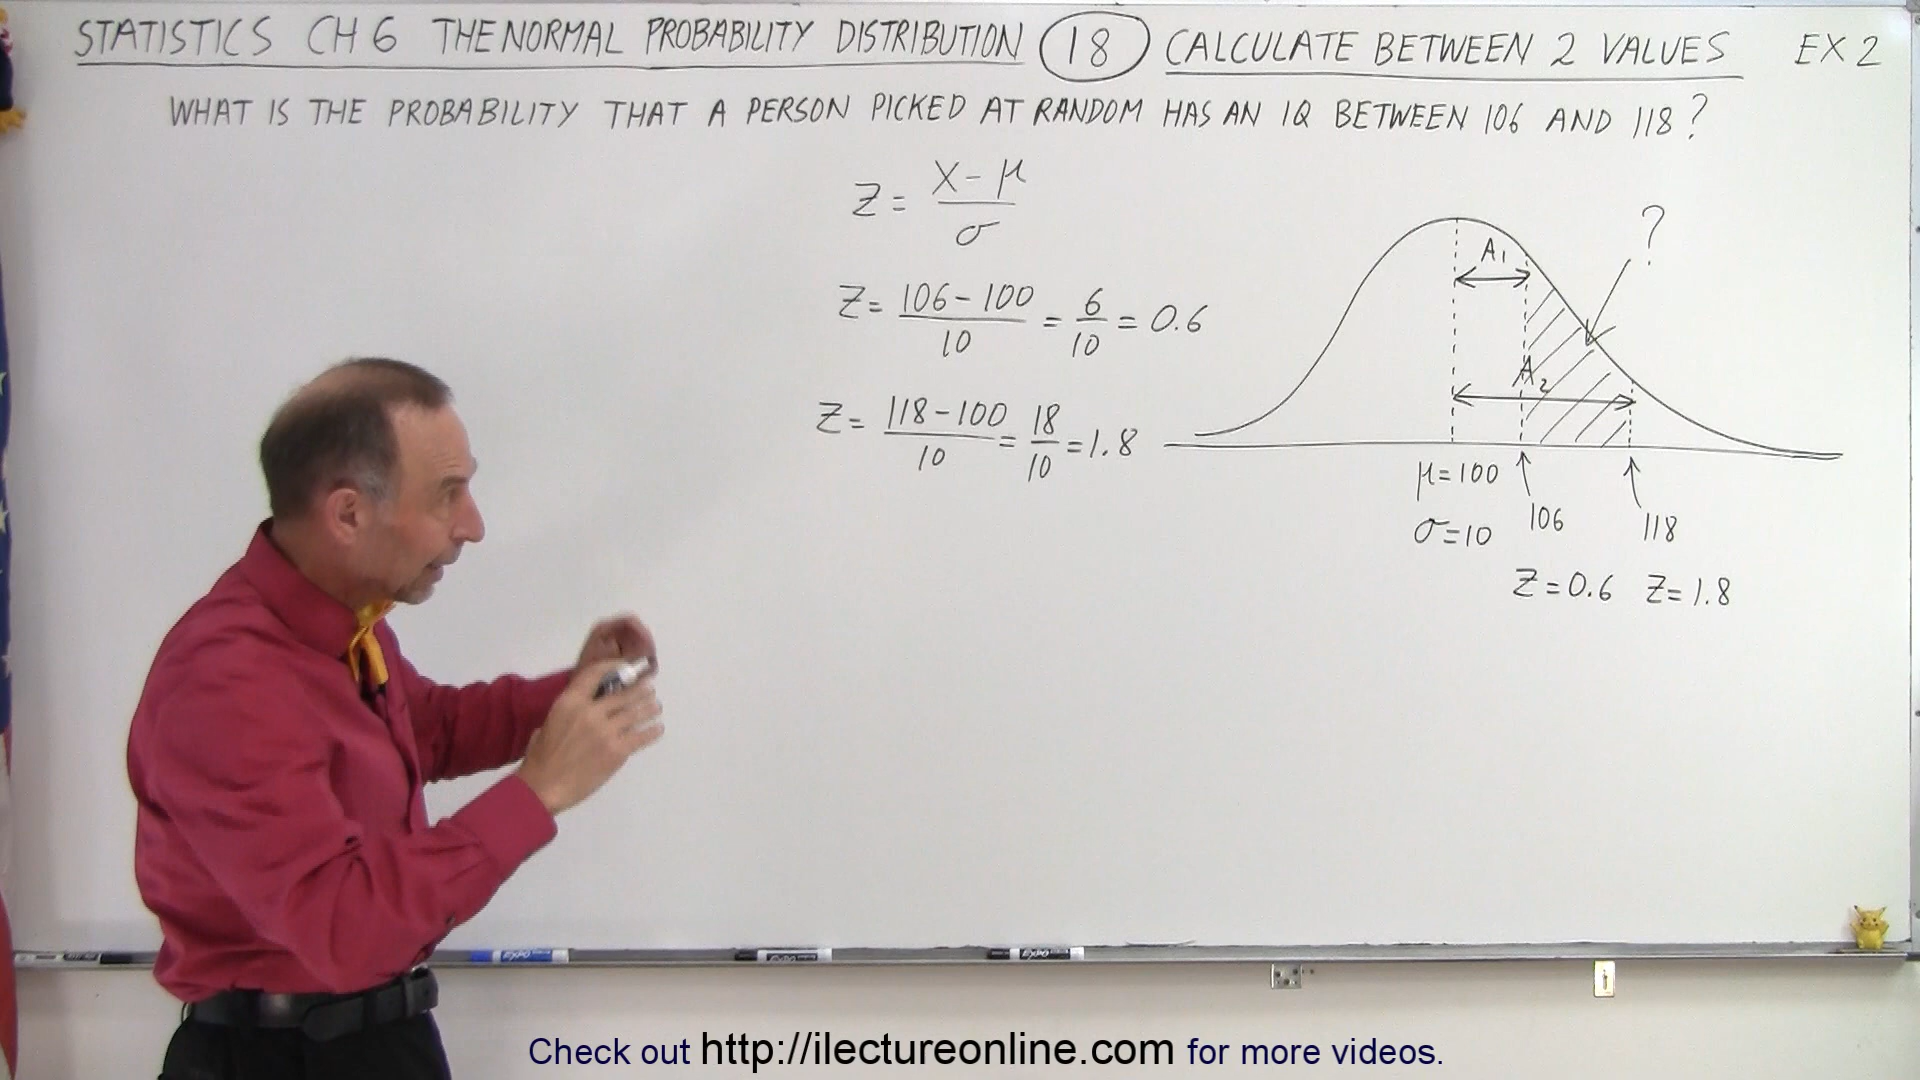 STATISTICS CH 6 THE NORMAL PROBABILITY DISTRIBUTION 18 CALCULATE BETWEEN 2 VALUES EX 2
WHAT IS THE PROBABILITY THAT A PERSON PICKED AT RANDOM HAS AN IQ BETWEEN 106 AND 118?
Z = (X - μ)/σ
Z = (106 - 100)/10 = 6/10 = 0.6
Z = (118 - 100)/10 = 18/10 = 1.8
?
A₁
A₂
μ = 100
σ = 10
106
118
Z = 0.6 Z = 1.8
EXPO
EXPO
EXPO
Check out http://ilectureonline.com for more videos.